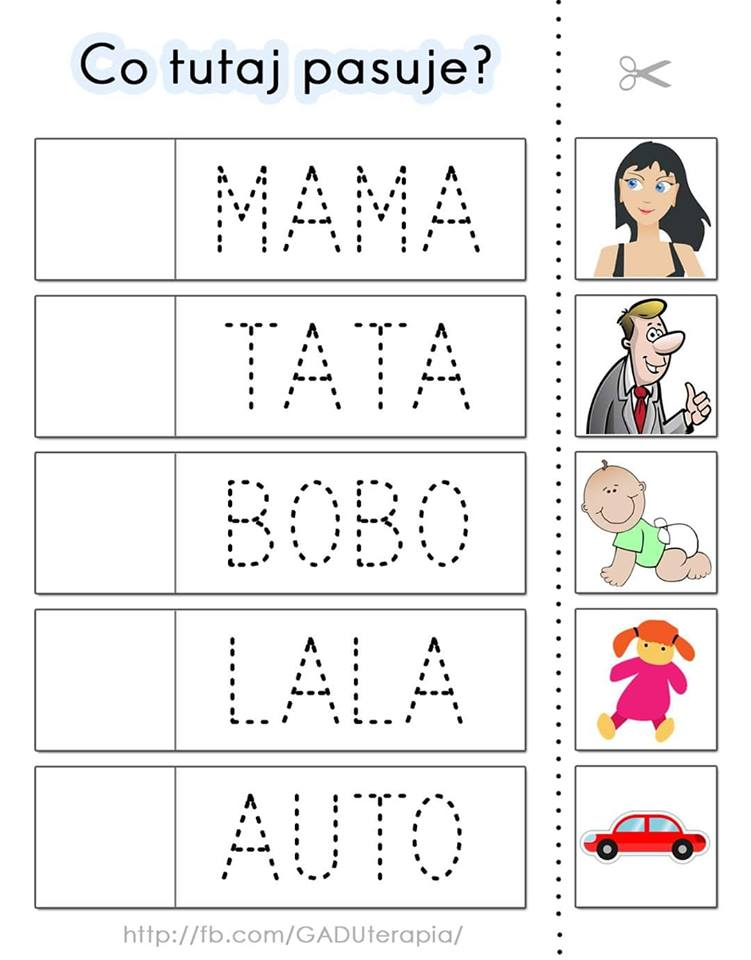 Co tutaj pasuje?
MAMA
TATA
BOBO
LALA
AUTO
http://fb.com/GADUterapia/